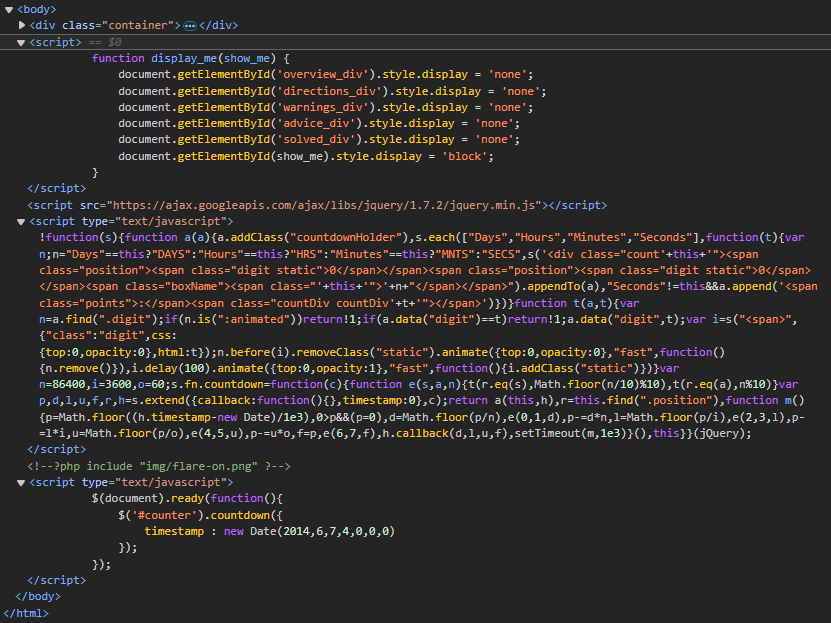 <body>
<div class="container"> ⋯ </div>
<script> == $0
function display_me(show_me) {
document.getElementById('overview_div').style.display = 'none';
document.getElementById('directions_div').style.display = 'none';
document.getElementById('warnings_div').style.display = 'none';
document.getElementById('advice_div').style.display = 'none';
document.getElementById('solved_div').style.display = 'none';
document.getElementById(show_me).style.display = 'block';
}
</script>
<script src="https://ajax.googleapis.com/ajax/libs/jquery/1.7.2/jquery.min.js"></script>
<script type="text/javascript">
!function(s){function a(a){a.addClass("countdownHolder"),s.each(["Days","Hours","Minutes","Seconds"],function(t){var
n;n="Days"==this?"DAYS":"Hours"==this?"HRS":"Minutes"==this?"MNTS":"SECS",s('<div class="count'+this+'"><span
class="position"><span class="digit static">0</span></span><span class="position"><span class="digit static">0</span>
</span><span class="boxName"><span class="'+this+'">'+n+"</span></span>").appendTo(a),"Seconds"!=this&&a.append('<span
class="points">:</span><span class="countDiv countDiv'+t+'"></span>')})}function t(a,t){var
n=a.find(".digit");if(n.is(":animated"))return!1;if(a.data("digit")==t)return!1;a.data("digit",t);var i=s("<span>",
{"class":"digit",css:
{top:0,opacity:0},html:t});n.before(i).removeClass("static").animate({top:0,opacity:0},"fast",function()
{n.remove()}),i.delay(100).animate({top:0,opacity:1},"fast",function(){i.addClass("static")})}var
n=86400,i=3600,o=60;s.fn.countdown=function(c){function e(s,a,n){t(r.eq(s),Math.floor(n/10)%10),t(r.eq(a),n%10)}var
p,d,l,u,f,r,h=s.extend({callback:function(){},timestamp:0},c);return a(this,h),r=this.find(".position"),function m()
{p=Math.floor((h.timestamp-new Date)/1e3),0>p&&(p=0),d=Math.floor(p/n),e(0,1,d),p-=d*n,l=Math.floor(p/i),e(2,3,l),p-
=l*i,u=Math.floor(p/o),e(4,5,u),p-=u*o,f=p,e(6,7,f),h.callback(d,l,u,f),setTimeout(m,1e3)}(),this}}(jQuery);
</script>
<!--?php include "img/flare-on.png" ?-->
<script type="text/javascript">
$(document).ready(function(){
$('#counter').countdown({
timestamp : new Date(2014,6,7,4,0,0,0)
});
});
</script>
</body>
</html>